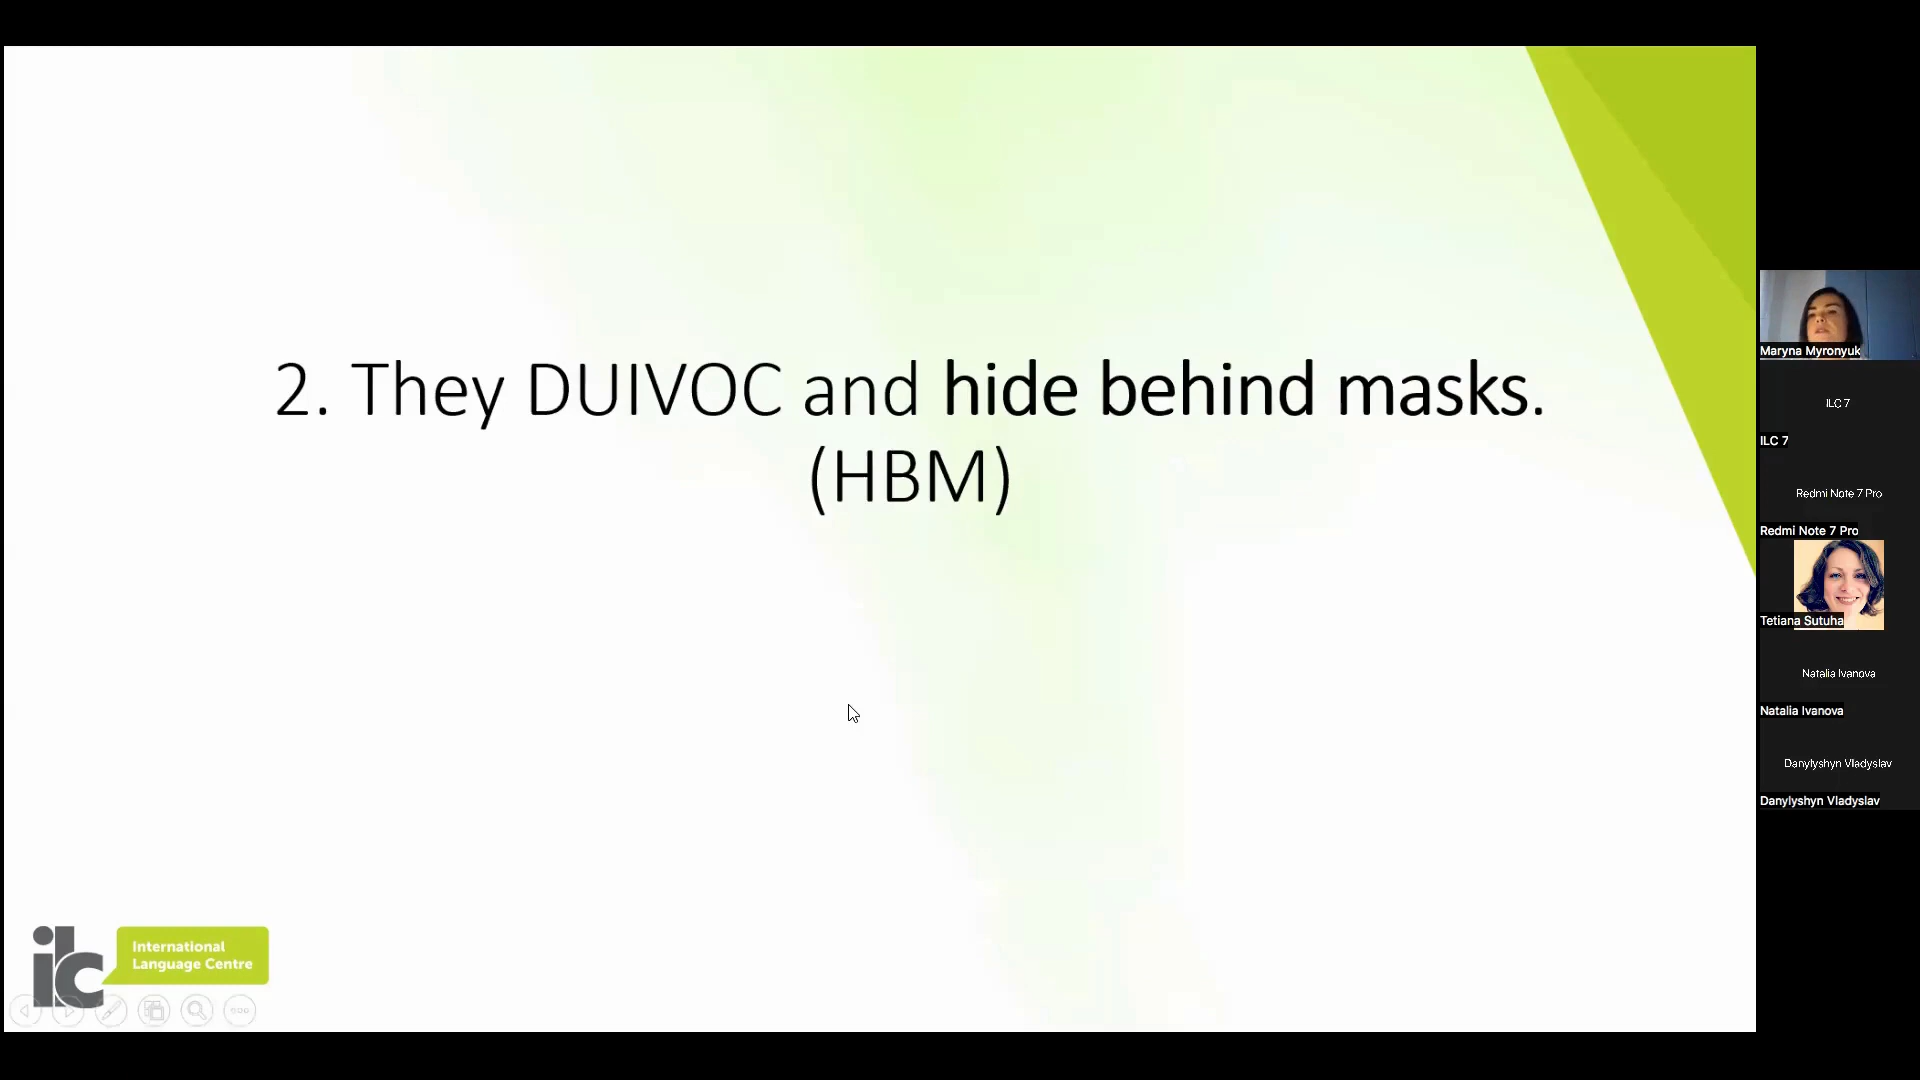 2. They DUIVOC and hide behind masks.
(HBM)
ilc
International
Language Centre
Maryna Myronyuk
ILC 7
ILC 7
Redmi Note 7 Pro
Redmi Note 7 Pro
Tetiana Sutuha
Natalia Ivanova
Natalia Ivanova
Danylyshyn Vladyslav
Danylyshyn Vladyslav